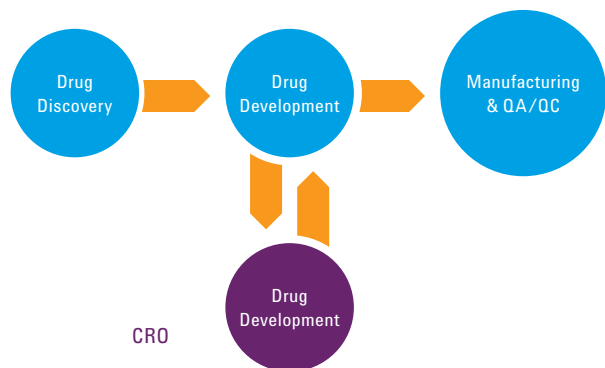 Drug
Discovery
Drug
Development
Manufacturing
& QA/QC
Drug
Development
CRO